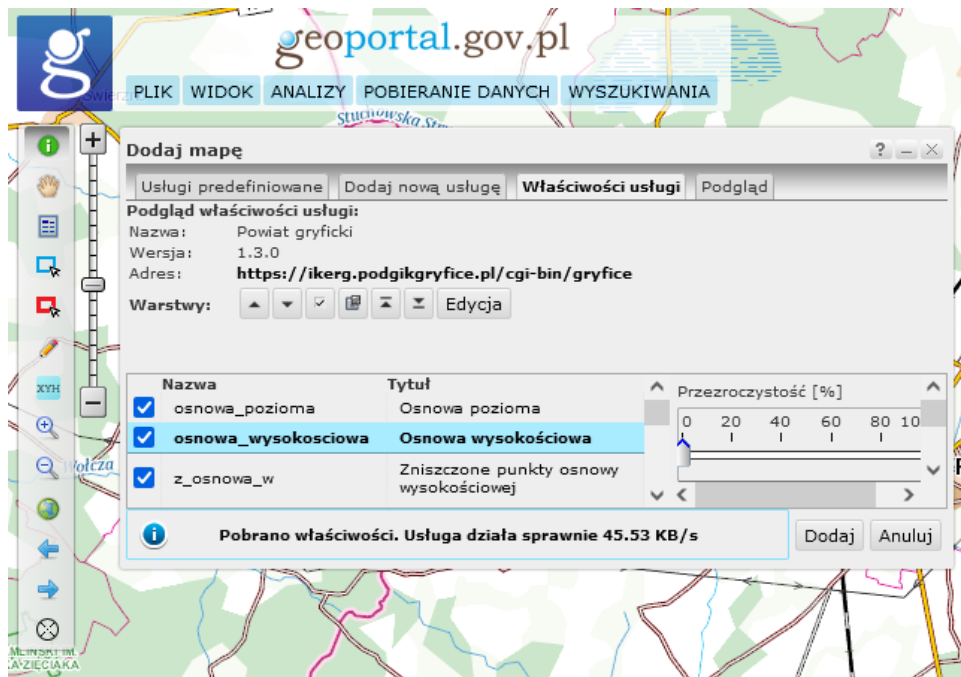 geoportal.gov.pl
PLIK WIDOK ANALIZY POBIERANIE DANYCH WYSZUKIWANIA
Stuchowska
Dodaj mapę
? – ×
Usługi predefiniowane Dodaj nową usługę Właściwości usługi Podgląd
Podgląd właściwości usługi:
Nazwa: Powiat gryficki
Wersja: 1.3.0
Adres: https://ikerg.podgikgryfice.pl/cgi-bin/gryfice
Warstwy: Edycja
Nazwa Tytuł Przezroczystość [%]
osnowa_pozioma Osnowa pozioma
0 20 40 60 80 10
osnowa_wysokosciowa Osnowa wysokościowa
z_osnowa_w Zniszczone punkty osnowy
wysokościowej
Pobrano właściwości. Usługa działa sprawnie 45.53 KB/s Dodaj Anuluj
XYH
Wołcza